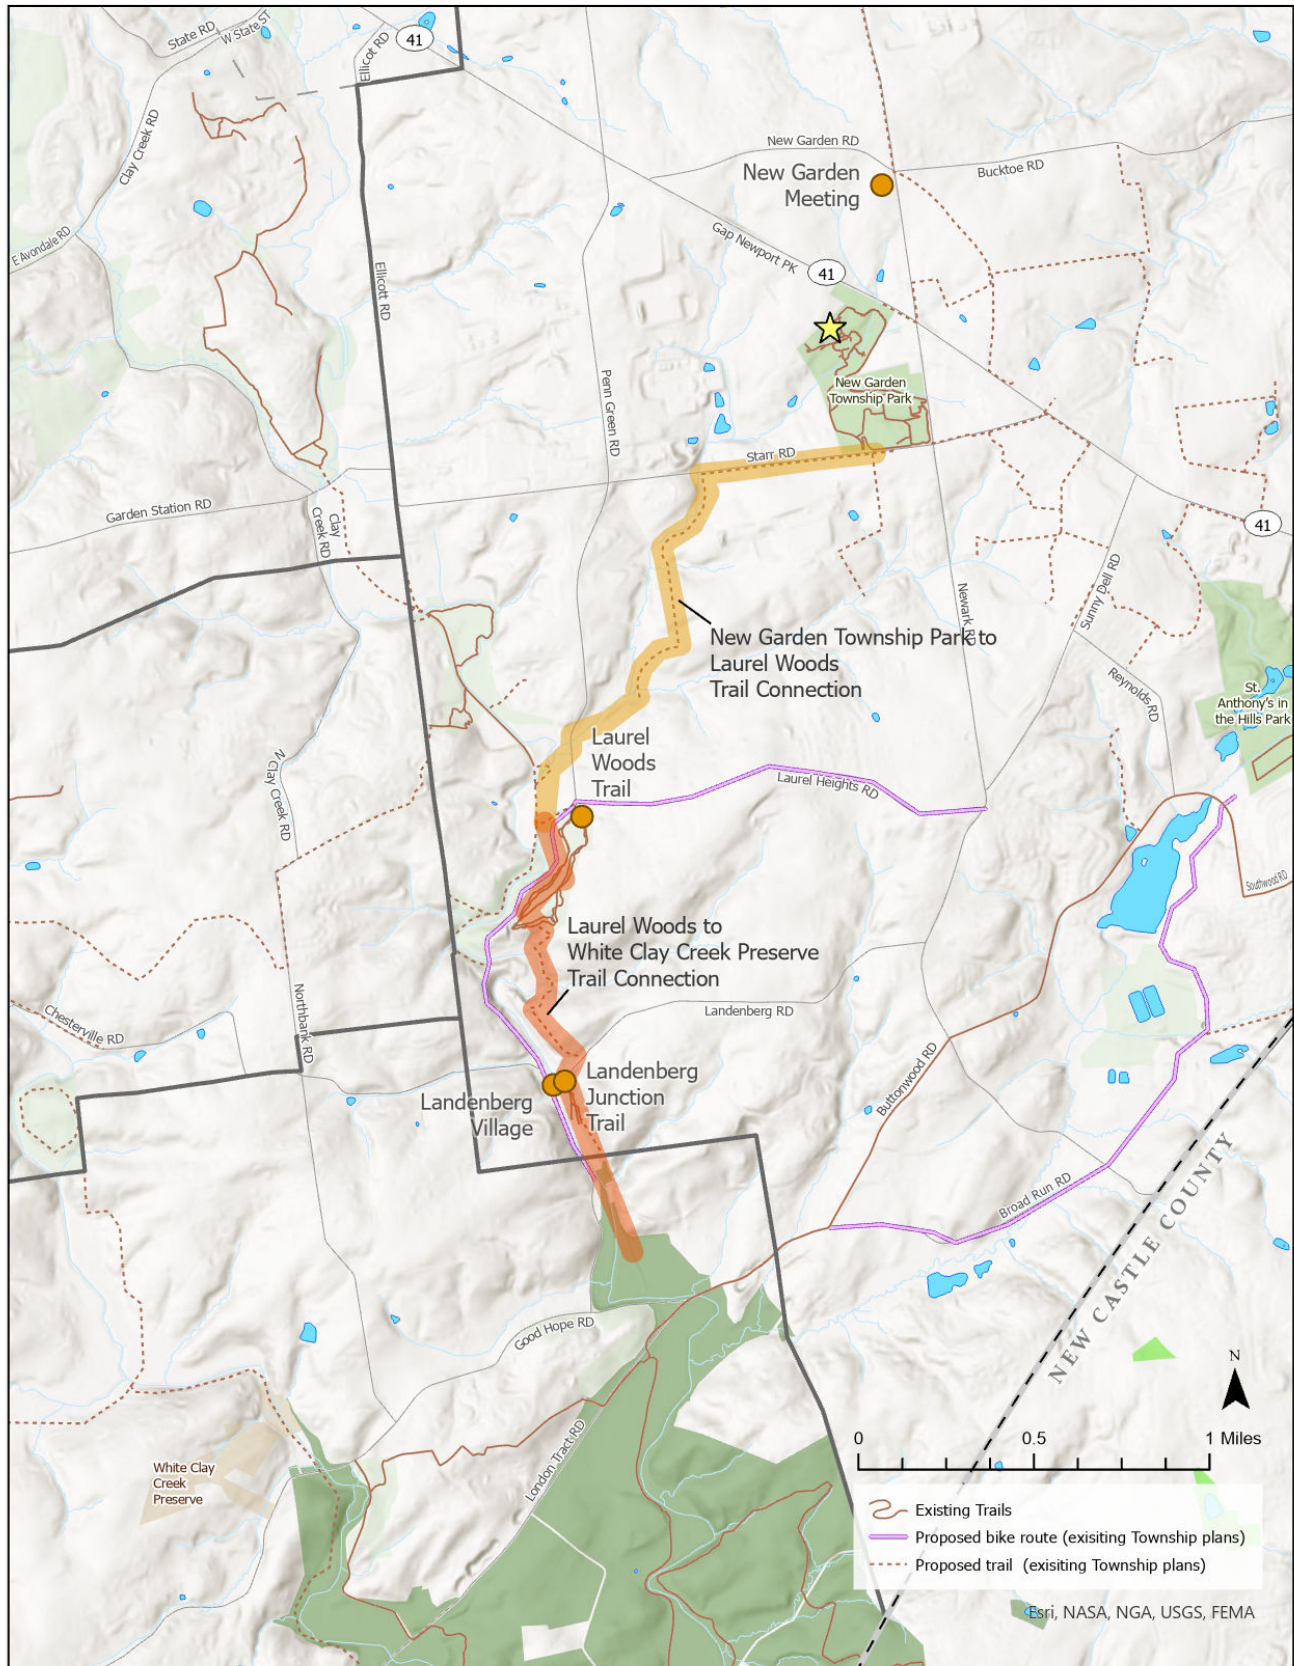 State RD
W State ST
Ellicot RD
41
Clay Creek RD
New Garden RD
Bucktoe RD
New Garden
Meeting
E Avondale RD
Gap Newport PK
41
Ellicott RD
Penn Green RD
New Garden
Township Park
Starr RD
Garden Station RD
Clay
Creek RD
41
Newark RD
Sunny Dell RD
New Garden Township Park to
Laurel Woods
Trail Connection
Reynolds RD
St.
Anthony's in
the Hills Park
Laurel
Woods
Trail
N Clay Creek RD
Laurel Heights RD
Southwood RD
Laurel Woods to
White Clay Creek Preserve
Trail Connection
Landenberg RD
Chesterville RD
Northbank RD
Buttonwood RD
Landenberg
Junction
Trail
Landenberg
Village
Broad Run RD
NEW CASTLE COUNTY
Good Hope RD
London Tract RD
White Clay
Creek
Preserve
N
0 0.5 1 Miles
Existing Trails
Proposed bike route (exisiting Township plans)
Proposed trail (exisiting Township plans)
Esri, NASA, NGA, USGS, FEMA